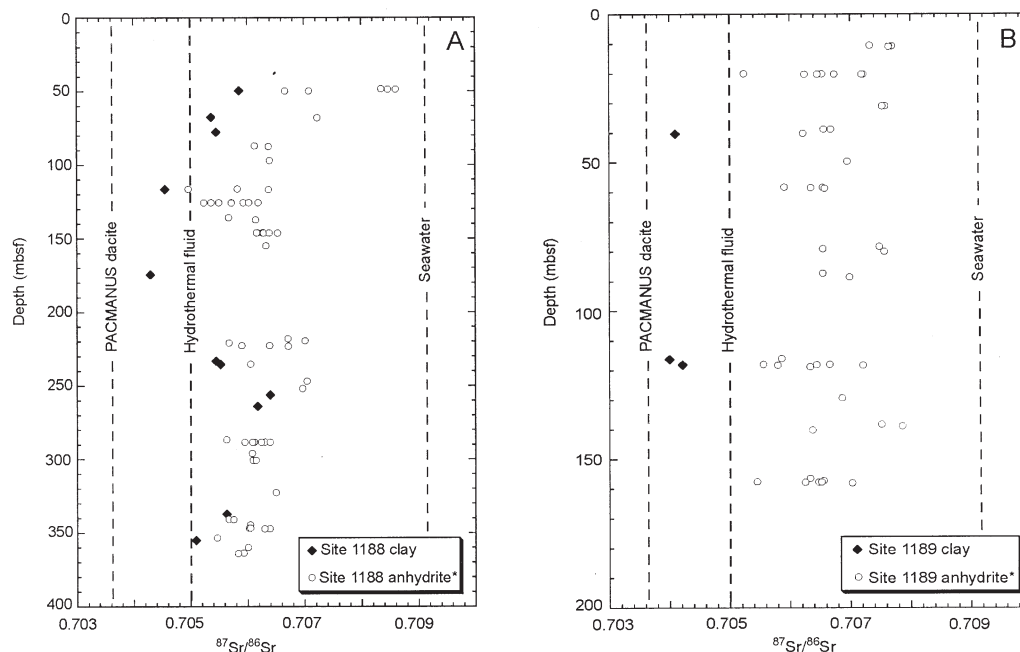 A
0
50
100
150
200
250
300
350
400
Depth (mbsf)
PACMANUS dacite
Hydrothermal fluid
Seawater
Site 1188 clay
Site 1188 anhydrite*
0.703
0.705
0.707
0.709
87Sr/86Sr
B
0
50
100
150
200
Depth (mbsf)
PACMANUS dacite
Hydrothermal fluid
Seawater
Site 1189 clay
Site 1189 anhydrite*
0.703
0.705
0.707
0.709
87Sr/86Sr